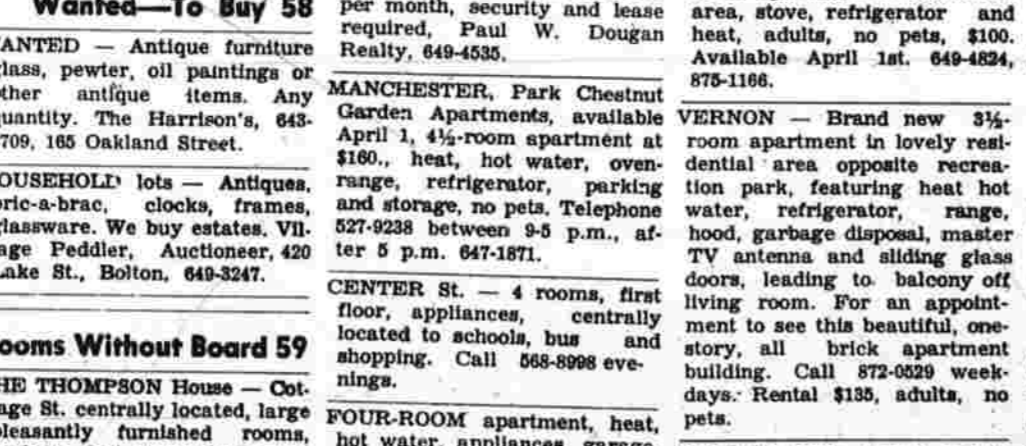 Wanted—To Buy 58
ANTED — Antique furniture
lass, pewter, oil paintings or
ther antique items. Any
uantity. The Harrison's, 643-
709, 165 Oakland Street.
OUSEHOLD lots — Antiques,
ric-a-brac, clocks, frames,
lassware. We buy estates. Vil-
age Peddler, Auctioneer, 420
ake St., Bolton, 649-3247.
ooms Without Board 59
HE THOMPSON House — Cot-
age St. centrally located, large
leasantly furnished rooms,
per month, security and lease
required, Paul W. Dougan
Realty, 649-4535.
MANCHESTER, Park Chestnut
Garden Apartments, available
April 1, 4½-room apartment at
$160., heat, hot water, oven-
range, refrigerator, parking
and storage, no pets. Telephone
527-9238 between 9-5 p.m., af-
ter 5 p.m. 647-1871.
CENTER St. — 4 rooms, first
floor, appliances, centrally
located to schools, bus and
shopping. Call 568-8998 eve-
nings.
FOUR-ROOM apartment, heat,
hot water, appliances, garage,
area, stove, refrigerator and
heat, adults, no pets, $100.
Available April 1st. 649-4824,
875-1166.
VERNON — Brand new 3½-
room apartment in lovely resi-
dential area opposite recrea-
tion park, featuring heat hot
water, refrigerator, range,
hood, garbage disposal, master
TV antenna and sliding glass
doors, leading to balcony off
living room. For an appoint-
ment to see this beautiful, one-
story, all brick apartment
building. Call 872-0529 week-
days. Rental $135, adults, no
pets.